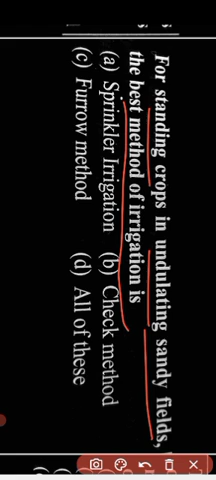 For standing crops in undulating sandy fields,
the best method of irrigation is
(a) Sprinkler Irrigation (b) Check method
(c) Furrow method (d) All of these